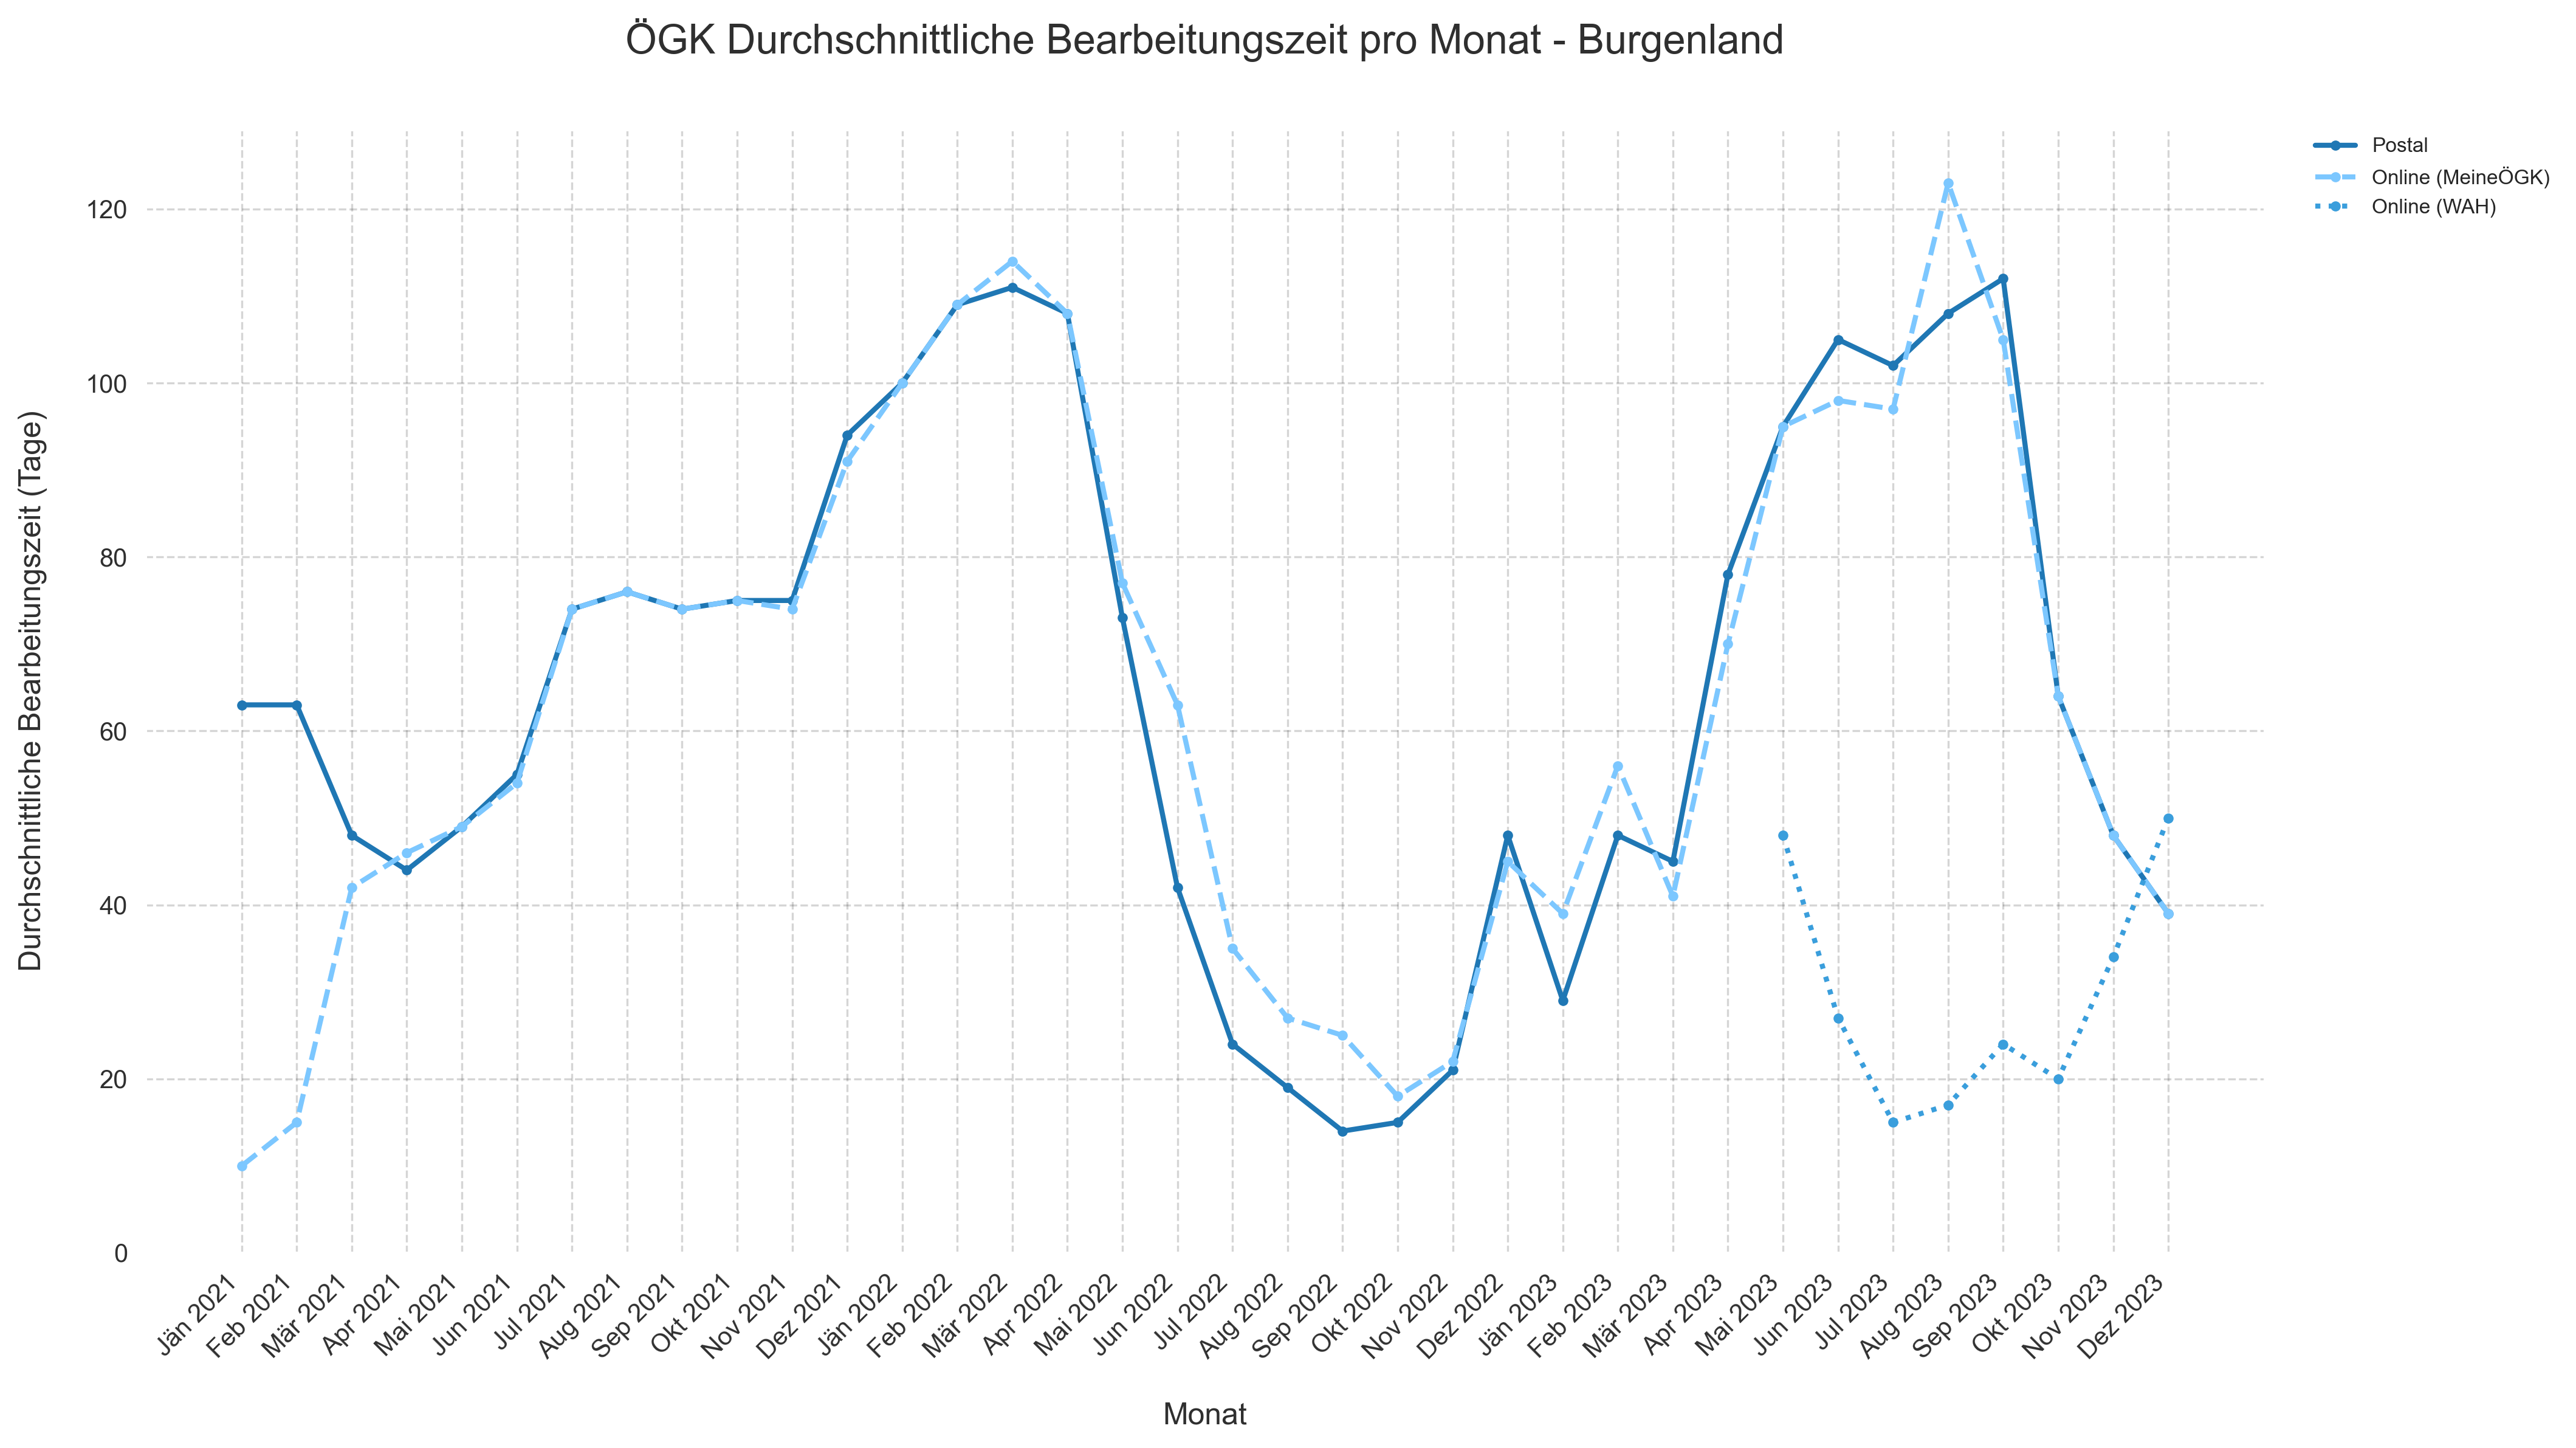 ÖGK Durchschnittliche Bearbeitungszeit pro Monat - Burgenland
Postal
Online (MeineÖGK)
Online (WAH)
Durchschnittliche Bearbeitungszeit (Tage)
120
100
80
60
40
20
0
Jän 2021
Feb 2021
Mär 2021
Apr 2021
Mai 2021
Jun 2021
Jul 2021
Aug 2021
Sep 2021
Okt 2021
Nov 2021
Dez 2021
Jän 2022
Feb 2022
Mär 2022
Apr 2022
Mai 2022
Jun 2022
Jul 2022
Aug 2022
Sep 2022
Okt 2022
Nov 2022
Dez 2022
Jän 2023
Feb 2023
Mär 2023
Apr 2023
Mai 2023
Jun 2023
Jul 2023
Aug 2023
Sep 2023
Okt 2023
Nov 2023
Dez 2023
Monat